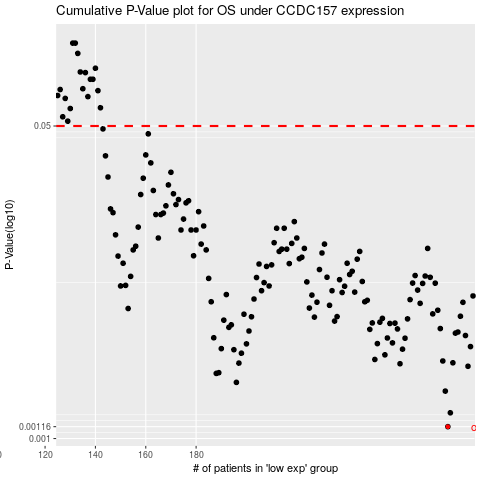 Cumulative P-Value plot for OS under CCDC157 expression
P-Value(log10)
0.05
0.00116
0.001
0 120 140 160 180
# of patients in 'low exp' group